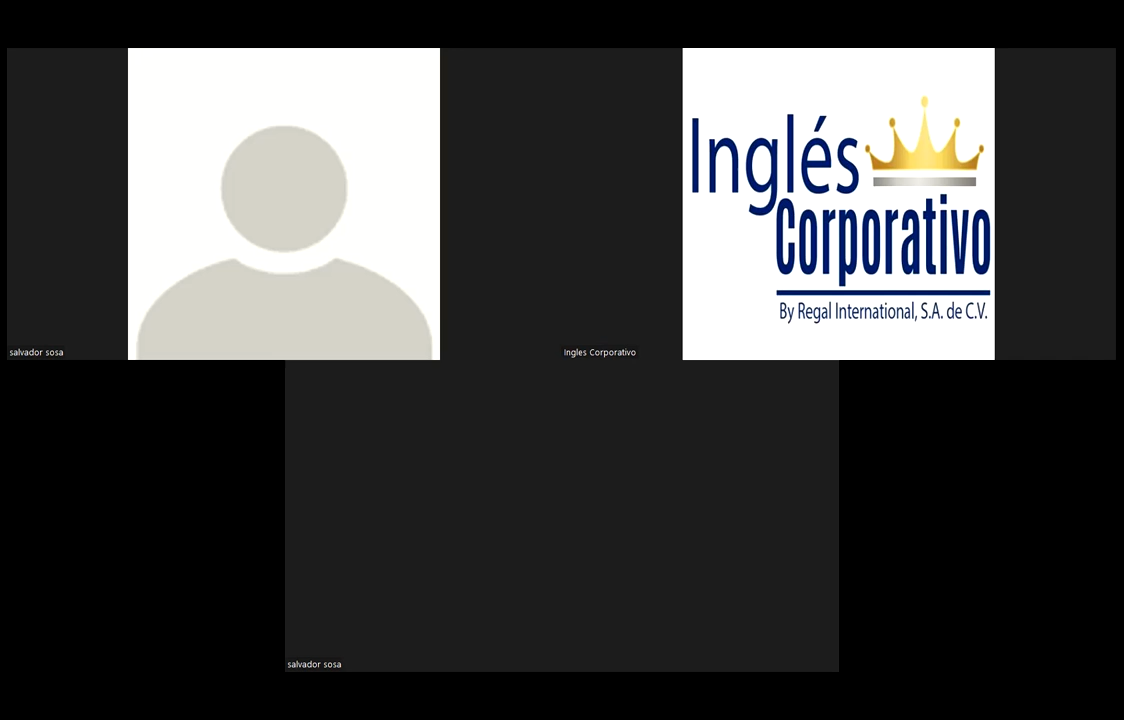 Inglés
Corporativo
By Regal International, S.A. de C.V.
salvador sosa
Ingles Corporativo
salvador sosa